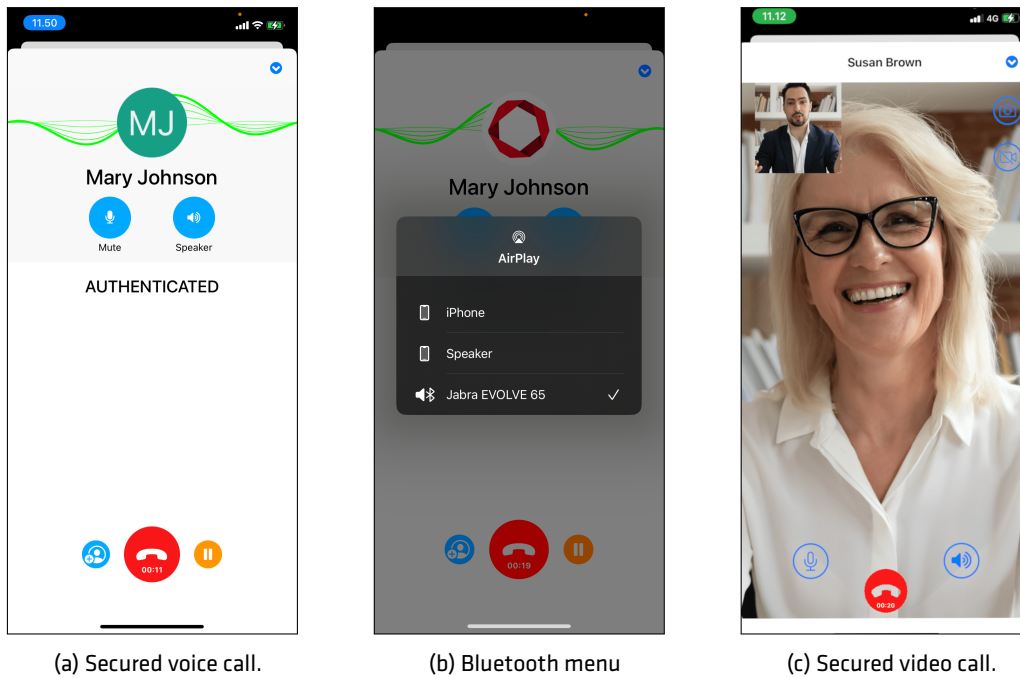 11.50
MJ
Mary Johnson
Mute
Speaker
AUTHENTICATED
00:11
(a) Secured voice call.
Mary Johnson
AirPlay
iPhone
Speaker
Jabra EVOLVE 65
00:19
(b) Bluetooth menu
11.12
4G
Susan Brown
00:20
(c) Secured video call.